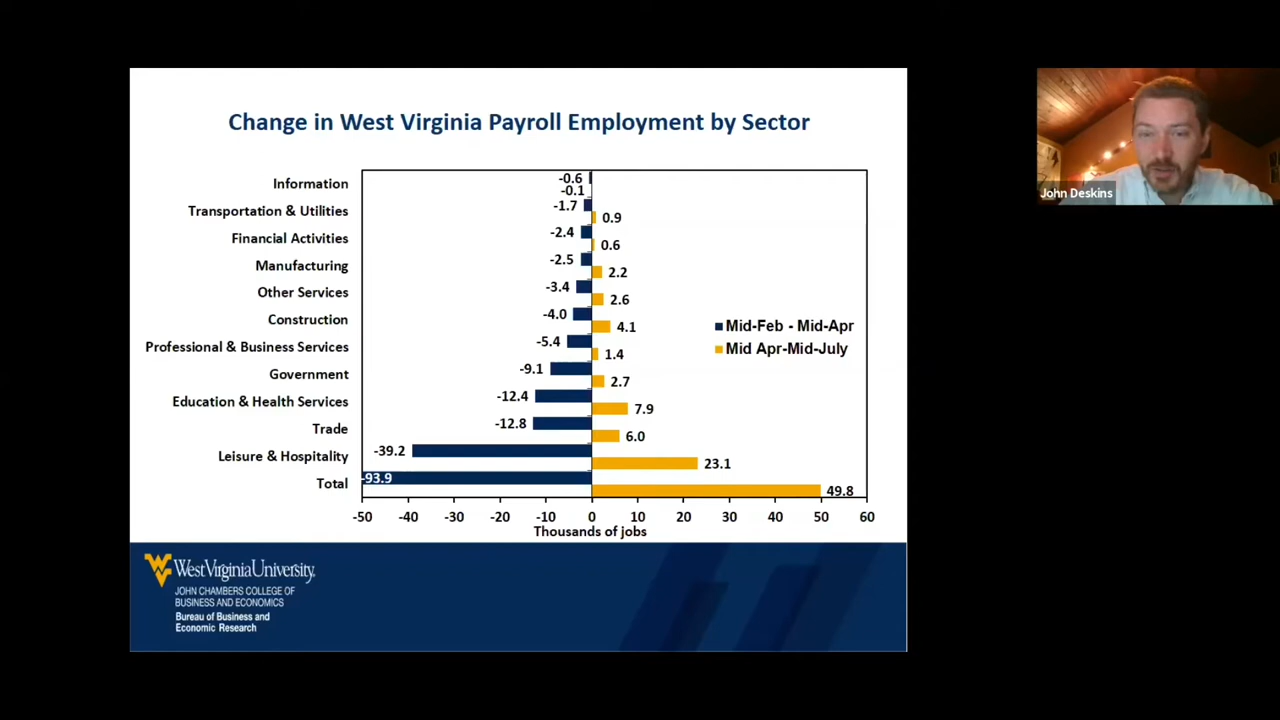 Change in West Virginia Payroll Employment by Sector
Information
-0.6
-0.1
Transportation & Utilities
-1.7
0.9
Financial Activities
-2.4
0.6
Manufacturing
-2.5
2.2
Other Services
-3.4
2.6
Construction
-4.0
4.1
Professional & Business Services
-5.4
1.4
Government
-9.1
2.7
Education & Health Services
-12.4
7.9
Trade
-12.8
6.0
Leisure & Hospitality
-39.2
23.1
Total
-93.9
49.8
Mid-Feb - Mid-Apr
Mid Apr-Mid-July
-50 -40 -30 -20 -10 0 10 20 30 40 50 60
Thousands of jobs
WestVirginiaUniversity.
JOHN CHAMBERS COLLEGE OF
BUSINESS AND ECONOMICS
Bureau of Business and
Economic Research
John Deskins